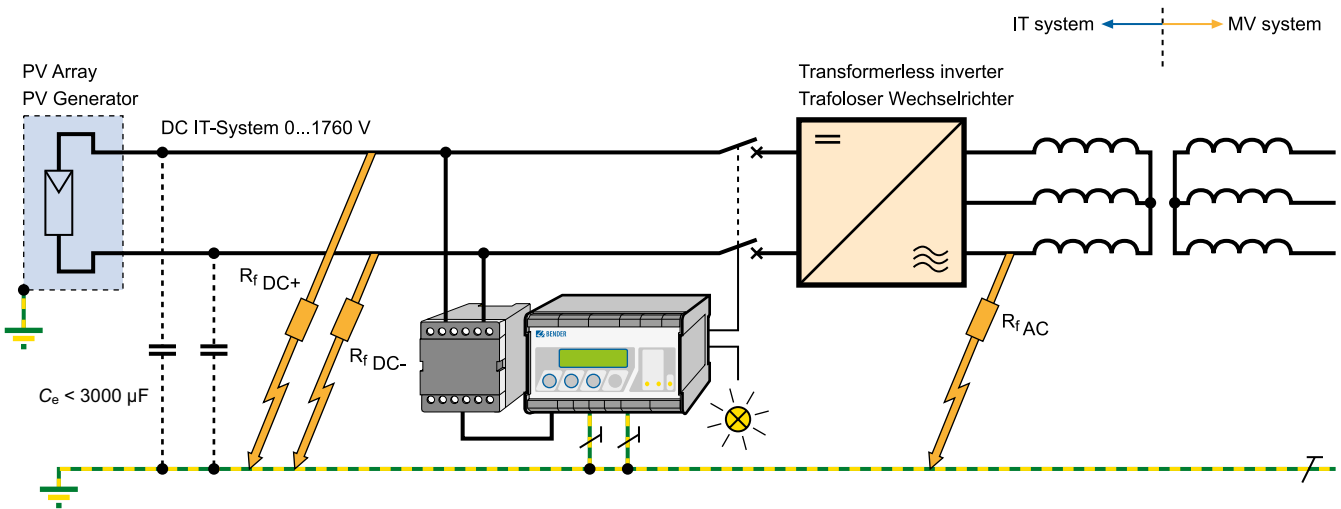 IT system
MV system
PV Array
PV Generator
Transformerless inverter
Trafoloser Wechselrichter
DC IT-System 0...1760 V
Rf DC+
Rf DC-
BENDER
Rf AC
Ce < 3000 µF